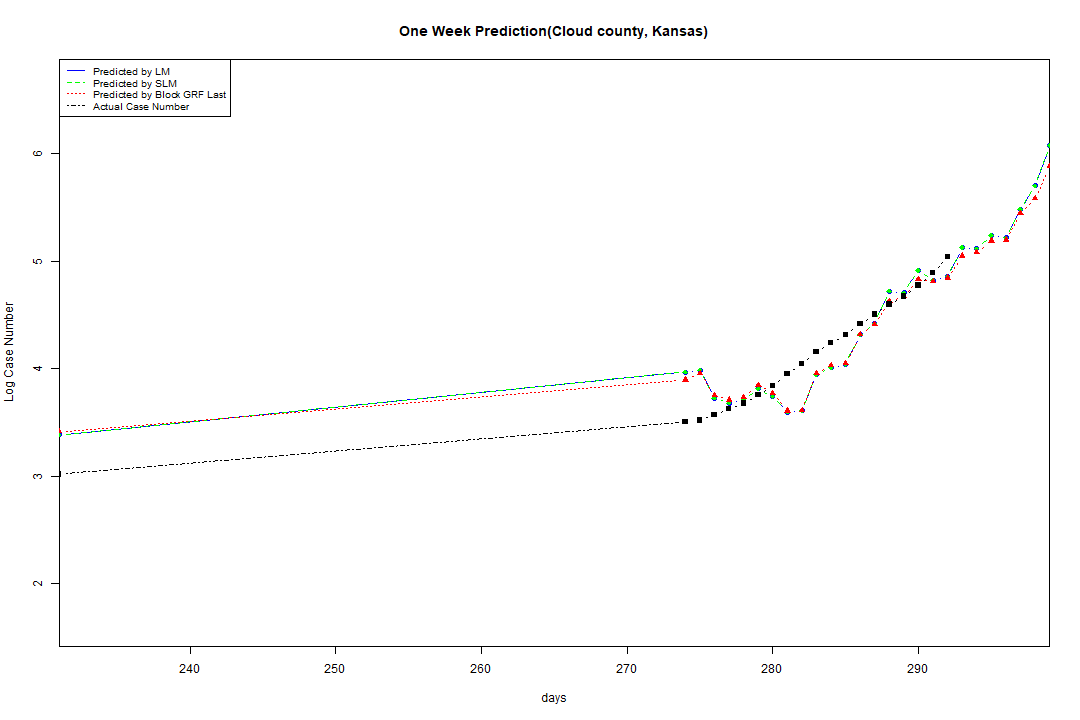 One Week Prediction(Cloud county, Kansas)
Predicted by LM
Predicted by SLM
Predicted by Block GRF Last
Actual Case Number
6
5
4
3
2
Log Case Number
240 250 260 270 280 290
days